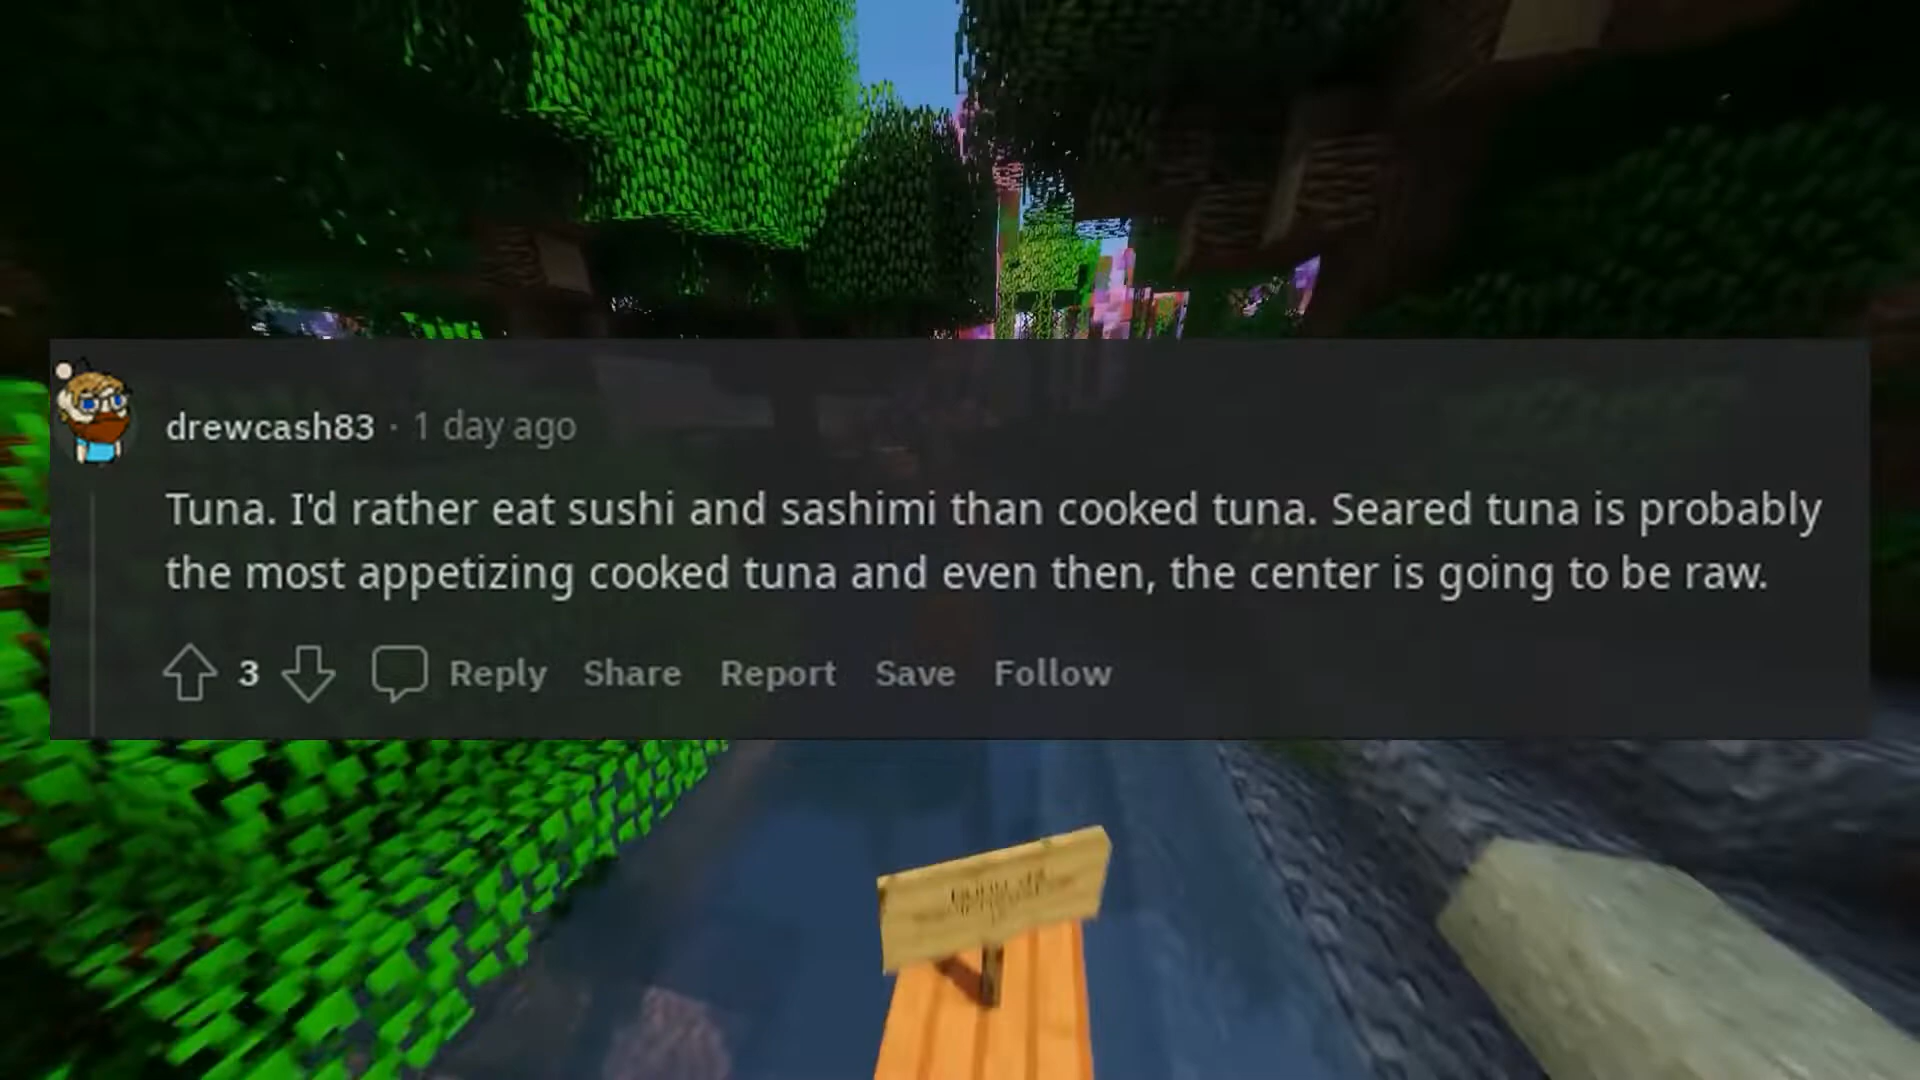 drewcash83 · 1 day ago
Tuna. I'd rather eat sushi and sashimi than cooked tuna. Seared tuna is probably
the most appetizing cooked tuna and even then, the center is going to be raw.
3 Reply Share Report Save Follow